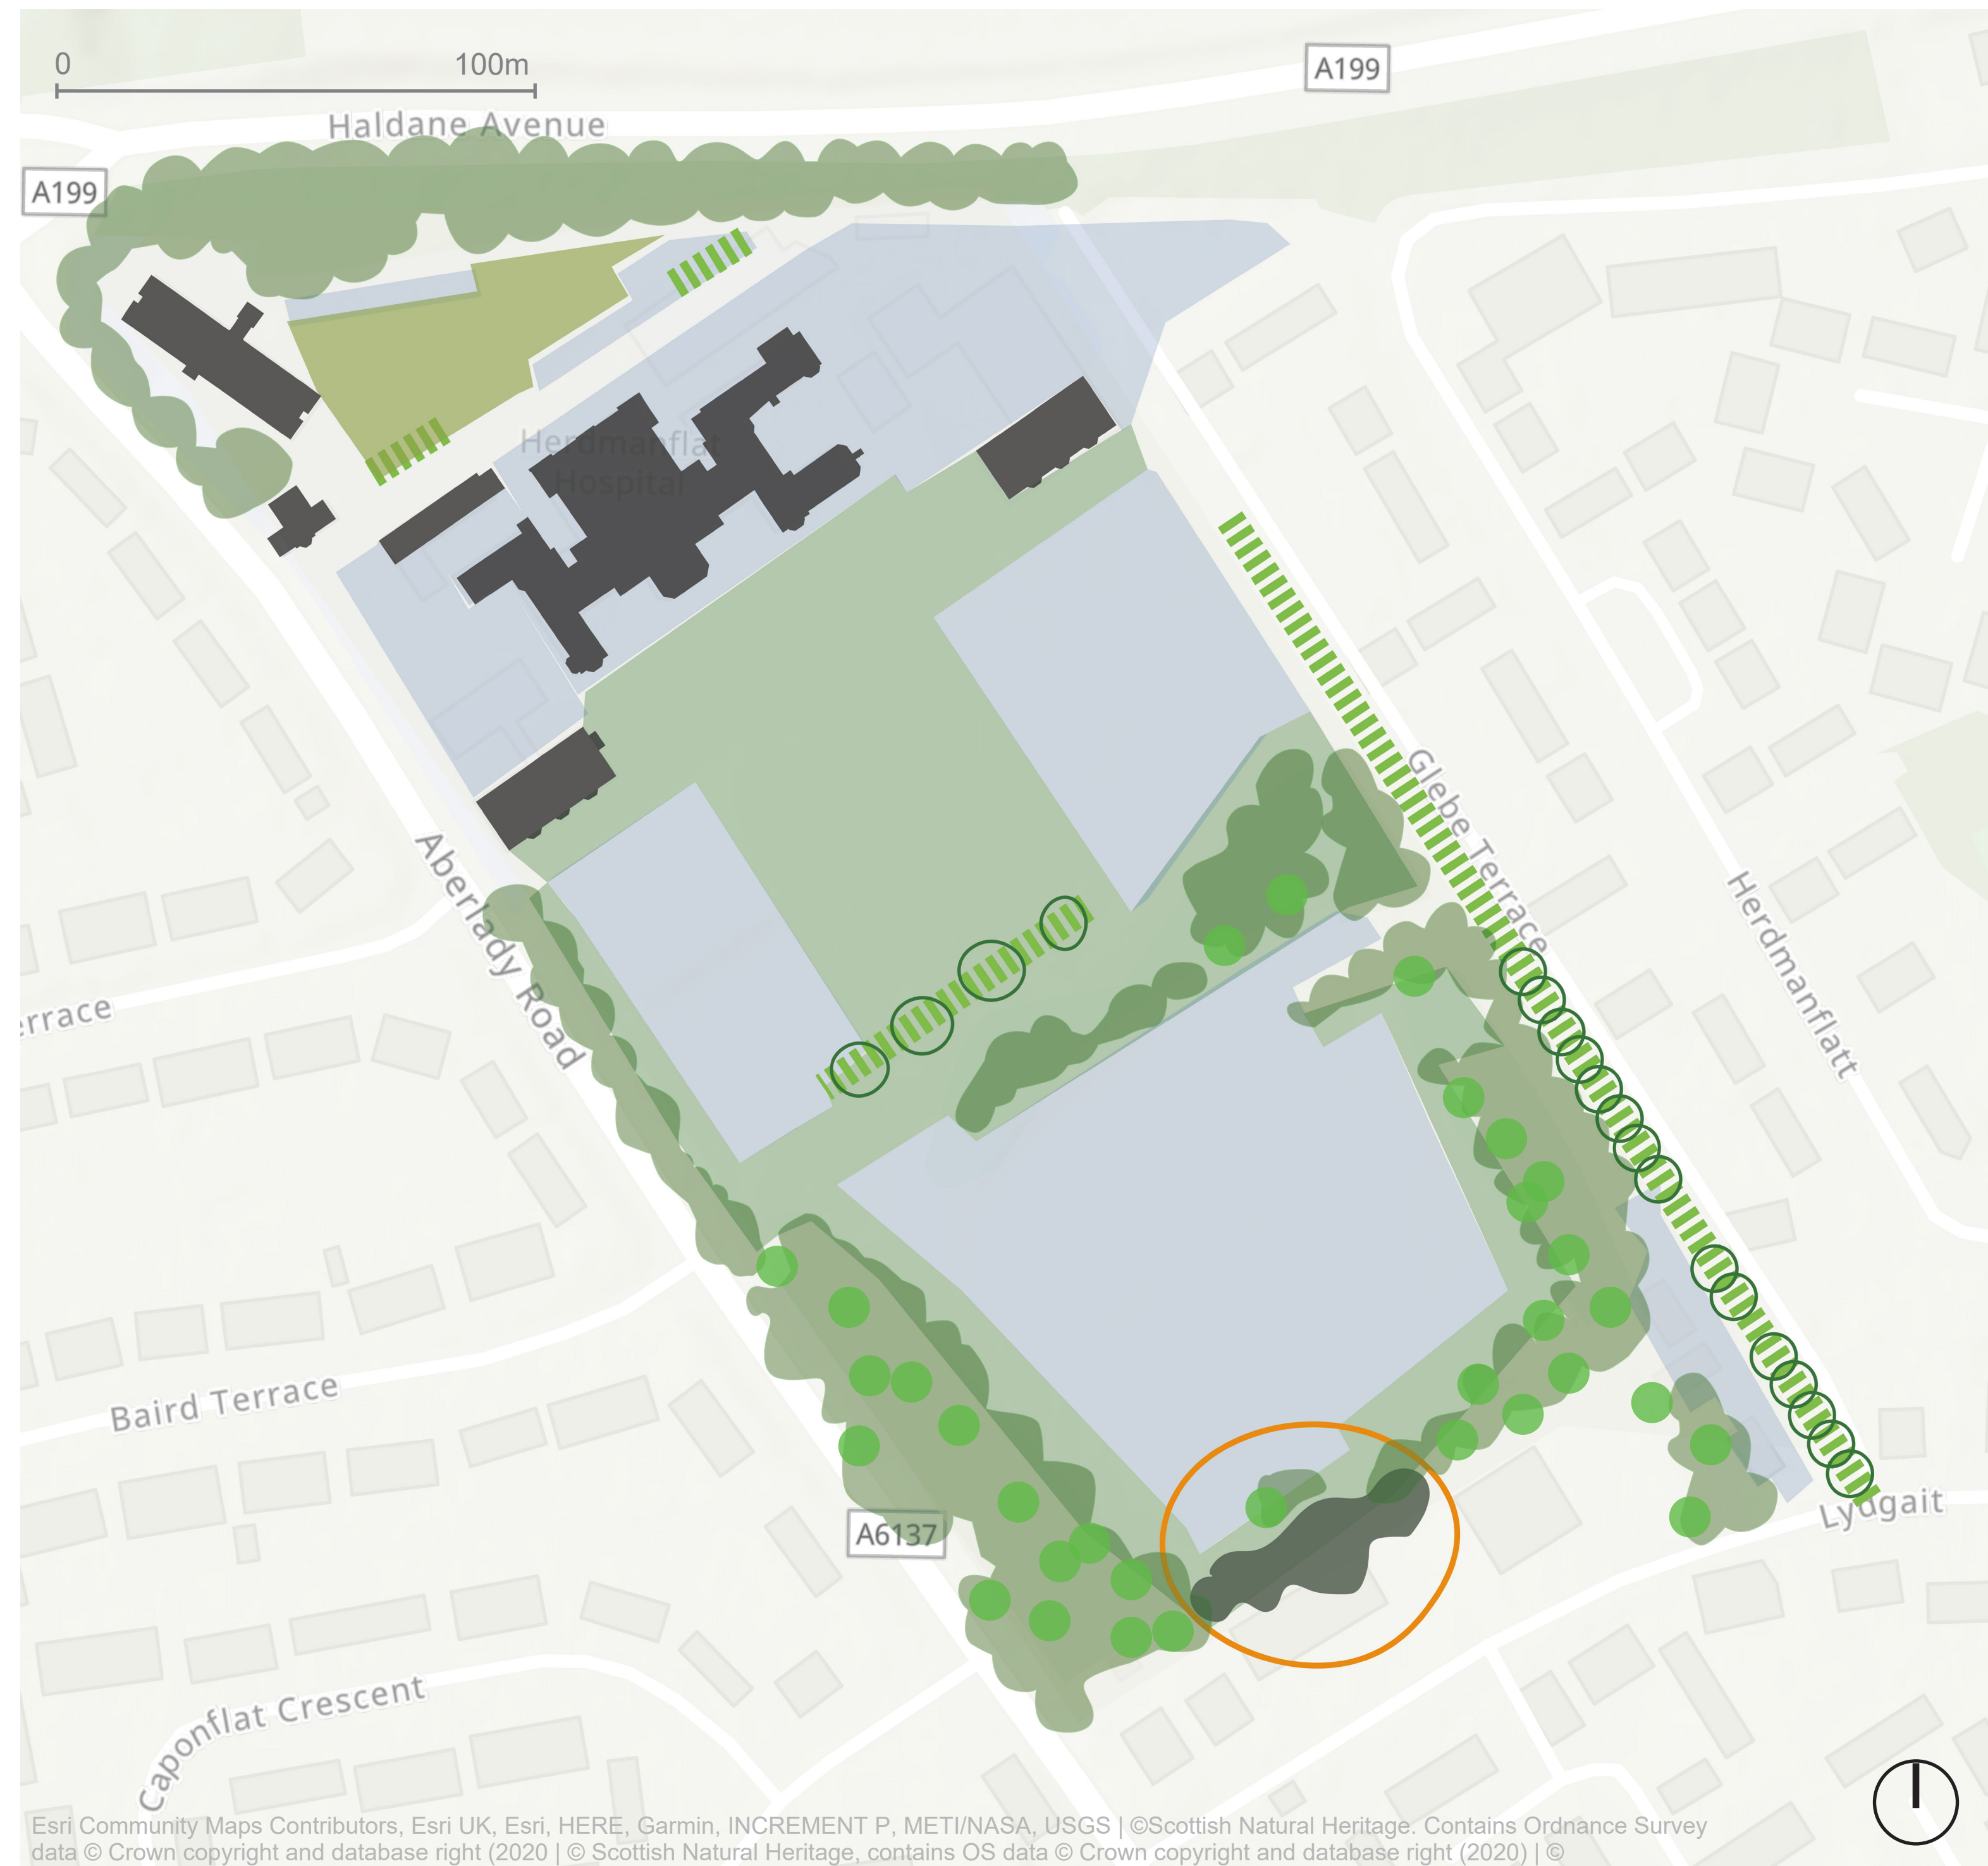 0 100m
A199
Haldane Avenue
A199
Herdmanflat
Hospital
Glebe Terrace
Aberlady Road
Herdmanflatt
errace
Baird Terrace
Lydgait
A6137
Caponflat Crescent
Esri Community Maps Contributors, Esri UK, Esri, HERE, Garmin, INCREMENT P, METI/NASA, USGS | ©Scottish Natural Heritage. Contains Ordnance Survey
data © Crown copyright and database right (2020 | © Scottish Natural Heritage, contains OS data © Crown copyright and database right (2020) | ©